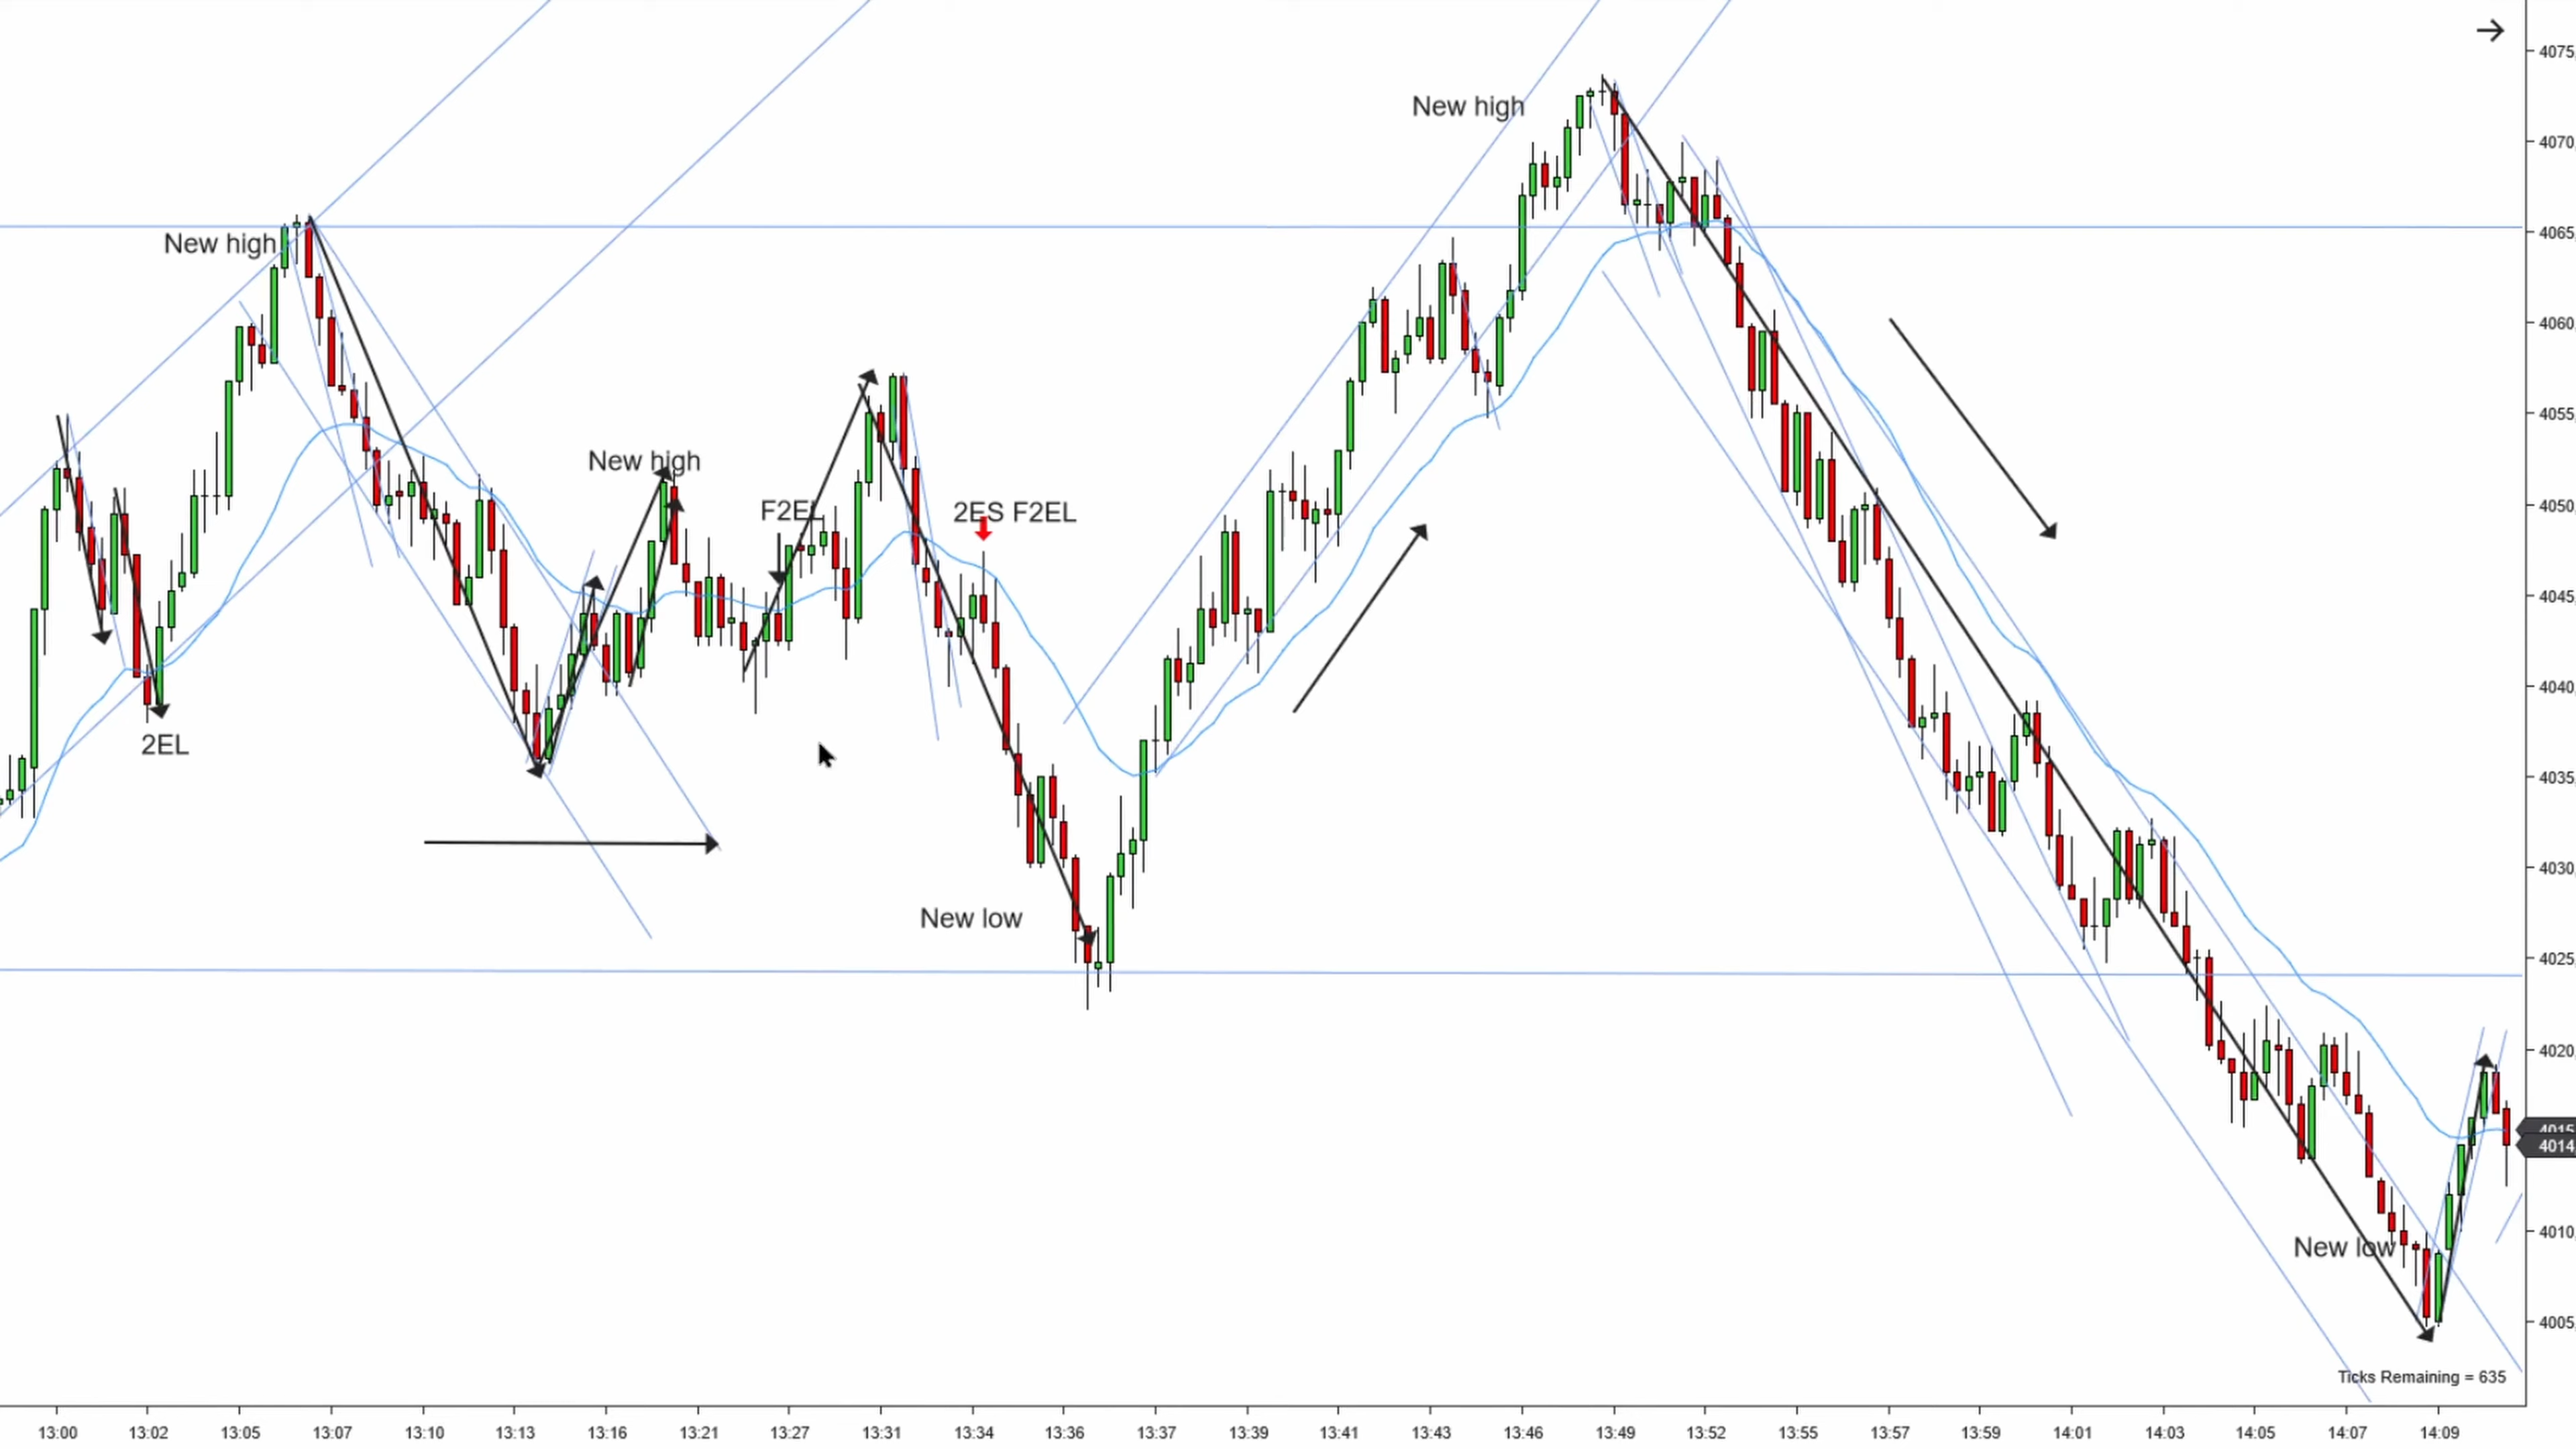 New high
4075
4070
New high
4065
4060
4055
New high
F2EL
2ES F2EL
4050
4045
4040
2EL
4035
4030
New low
4025
4020
4015
4014
4010
New low
4005
Ticks Remaining = 635
13:00 13:02 13:05 13:07 13:10 13:13 13:16 13:21 13:27 13:31 13:34 13:36 13:37 13:39 13:41 13:43 13:46 13:49 13:52 13:55 13:57 13:59 14:01 14:03 14:05 14:07 14:09